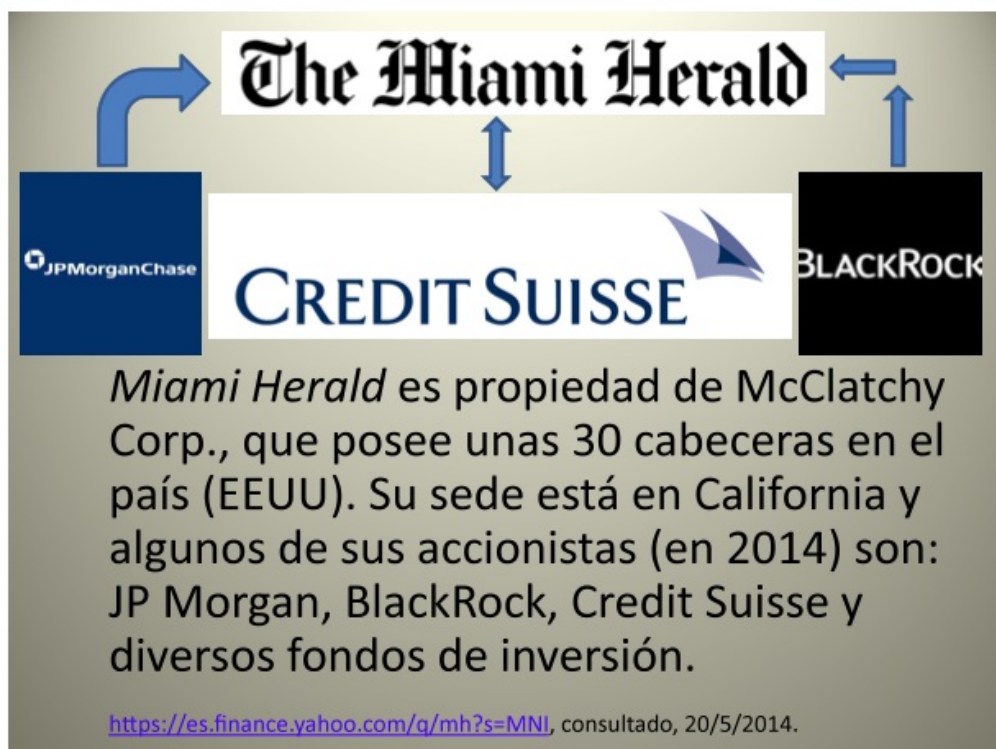 The Miami Herald
JPMorganChase
CREDIT SUISSE
BLACKROCK
Miami Herald es propiedad de McClatchy
Corp., que posee unas 30 cabeceras en el
país (EEUU). Su sede está en California y
algunos de sus accionistas (en 2014) son:
JP Morgan, BlackRock, Credit Suisse y
diversos fondos de inversión.
https://es.finance.yahoo.com/q/mh?s=MNI, consultado, 20/5/2014.